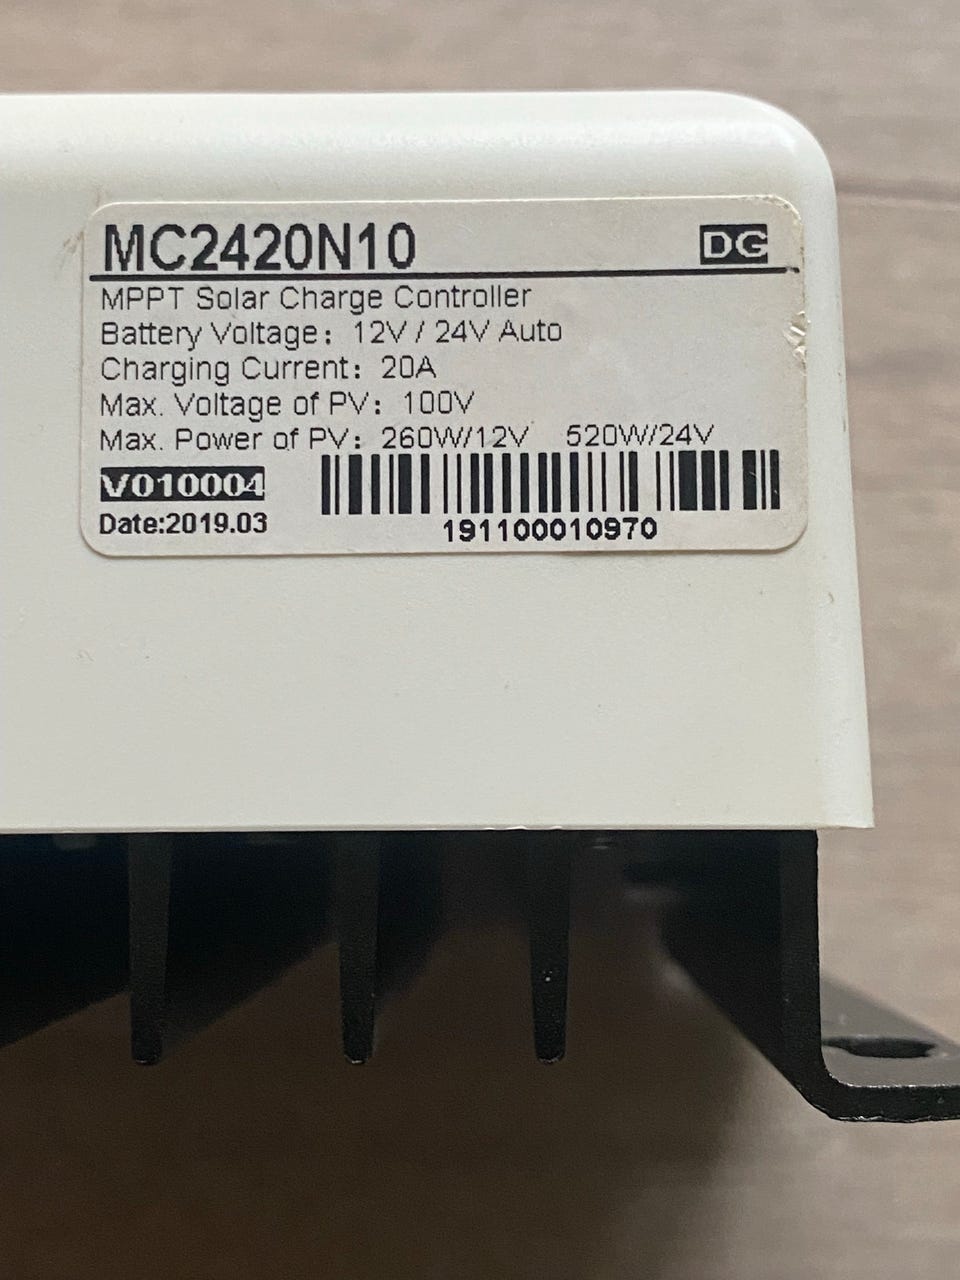 MC2420N10 DG
MPPT Solar Charge Controller
Battery Voltage: 12V / 24V Auto
Charging Current: 20A
Max. Voltage of PV: 100V
Max. Power of PV: 260W/12V 520W/24V
V010004
Date:2019.03
191100010970